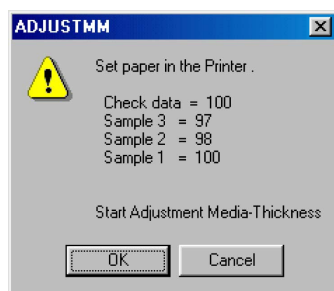 ADJUSTMM
Set paper in the Printer .
Check data = 100
Sample 3 = 97
Sample 2 = 98
Sample 1 = 100
Start Adjustment Media-Thickness
OK
Cancel